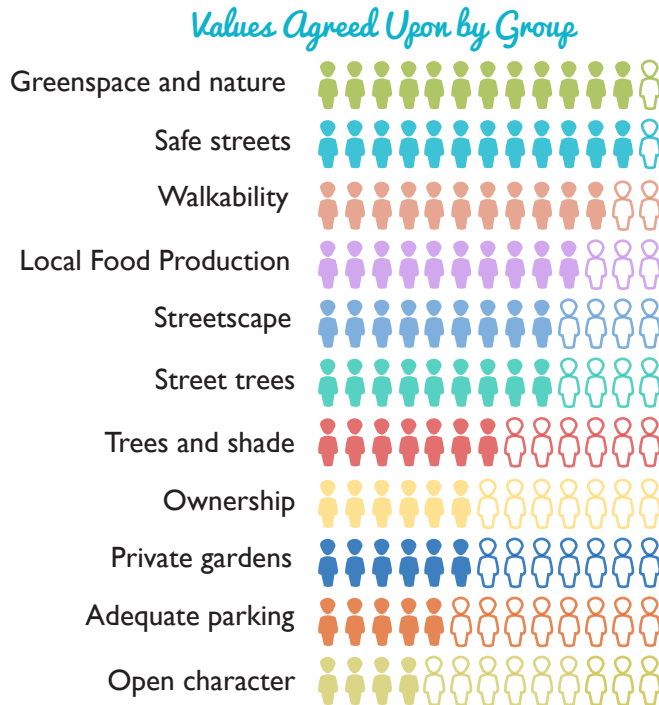 Values Agreed Upon by Group
Greenspace and nature
Safe streets
Walkability
Local Food Production
Streetscape
Street trees
Trees and shade
Ownership
Private gardens
Adequate parking
Open character